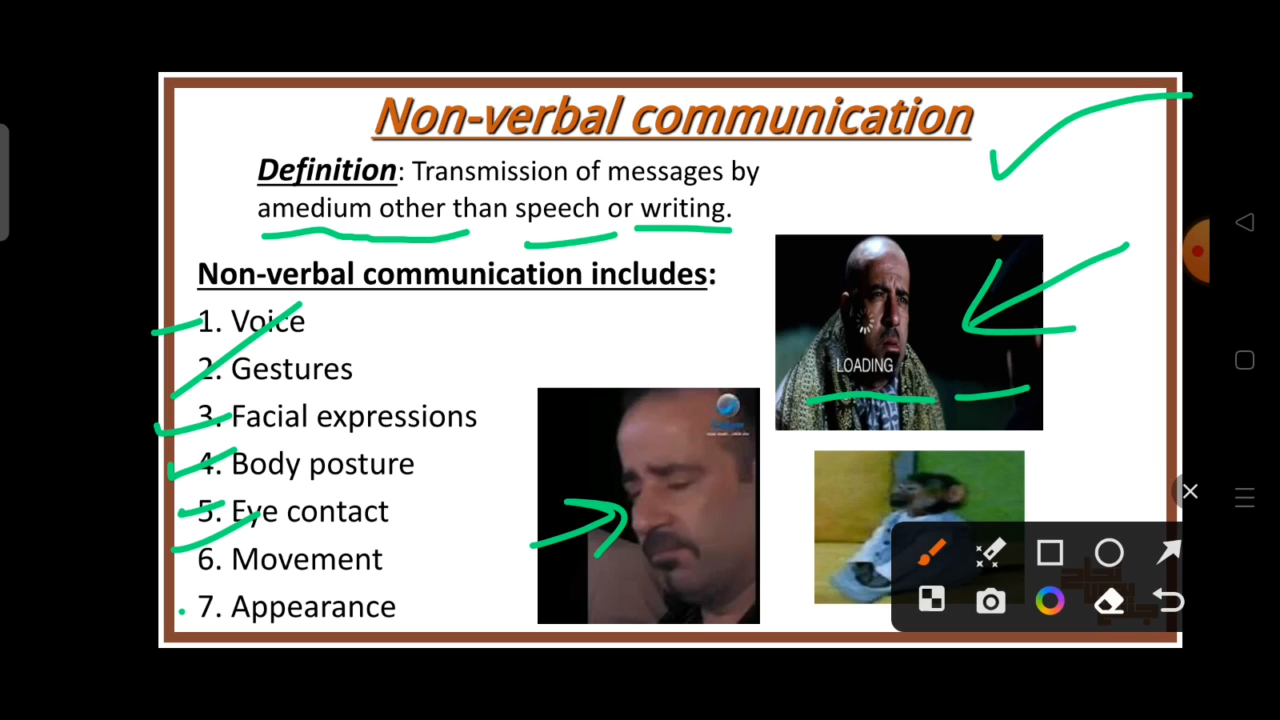 Non-verbal communication
Definition: Transmission of messages by
amedium other than speech or writing.
Non-verbal communication includes:
1. Voice
2. Gestures
3. Facial expressions
4. Body posture
5. Eye contact
6. Movement
7. Appearance
LOADING